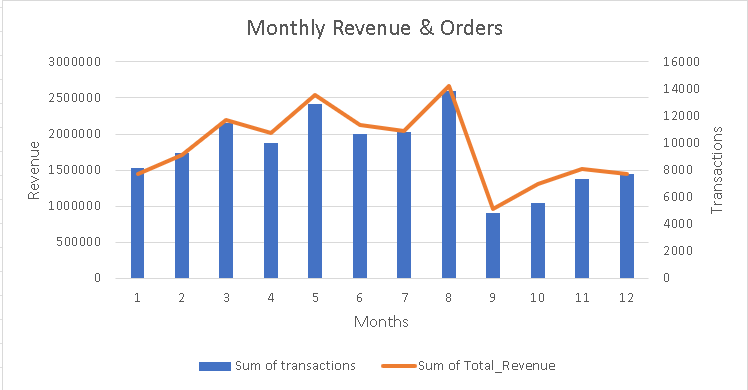 Monthly Revenue & Orders
3000000
2500000
2000000
1500000
1000000
500000
0
Revenue
16000
14000
12000
10000
8000
6000
4000
2000
0
Transactions
1 2 3 4 5 6 7 8 9 10 11 12
Months
Sum of transactions Sum of Total_Revenue